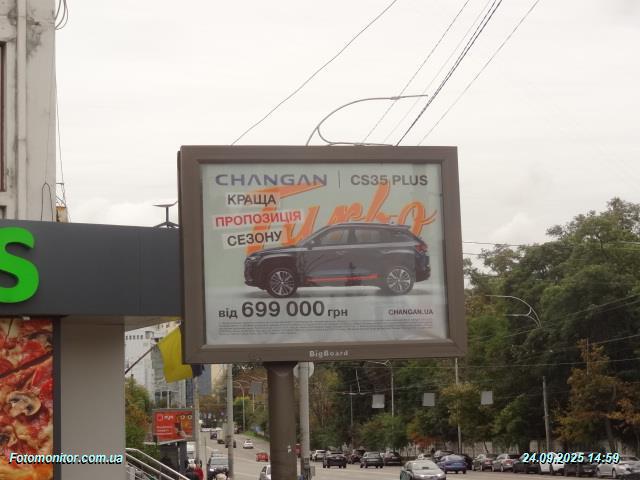 CHANGAN CS35 PLUS
Turbo
КРАЩА
ПРОПОЗИЦІЯ
СЕЗОНУ
від 699 000 грн
CHANGAN.UA
BigBoard
S
Fotomonitor.com.ua
24.09.2025 14:59